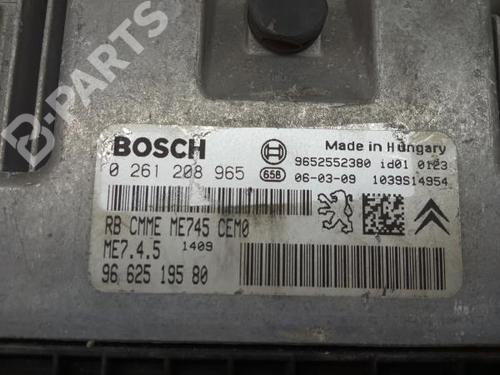 B-PARTS
BOSCH
Made in Hungary
9652552380 id01 0123
0 261 208 965
658 06-03-09 1039S14954
RB CMME ME745 CEM0
ME7.4.5 1409
96 625 195 80